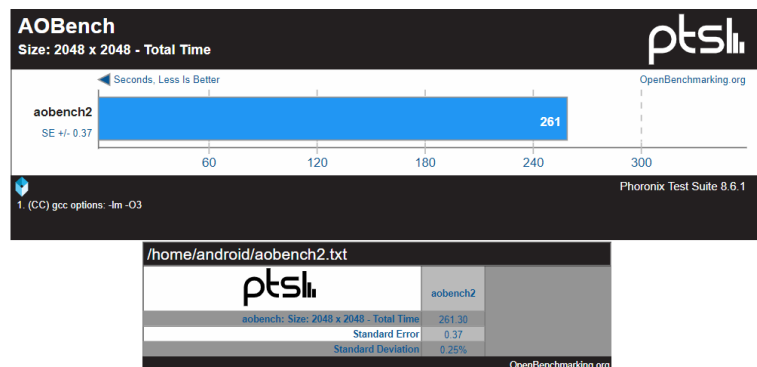 AOBench
Size: 2048 x 2048 - Total Time
ptsl
Seconds, Less Is Better
OpenBenchmarking.org
aobench2
SE +/- 0.37
261
60 120 180 240 300
Phoronix Test Suite 8.6.1
1. (CC) gcc options: -lm -O3
/home/android/aobench2.txt
ptsl
aobench2
aobench: Size: 2048 x 2048 - Total Time 261.30
Standard Error 0.37
Standard Deviation 0.25%
OpenBenchmarking.org